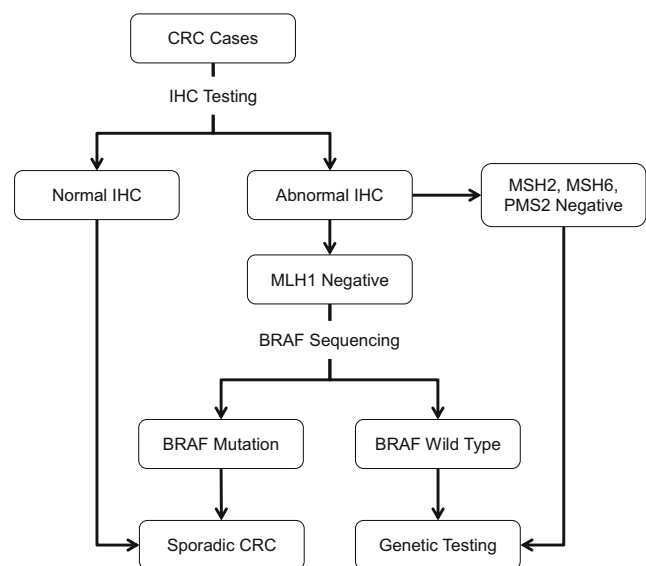 CRC Cases
IHC Testing
Normal IHC
Abnormal IHC
MSH2, MSH6,
PMS2 Negative
MLH1 Negative
BRAF Sequencing
BRAF Mutation
BRAF Wild Type
Sporadic CRC
Genetic Testing